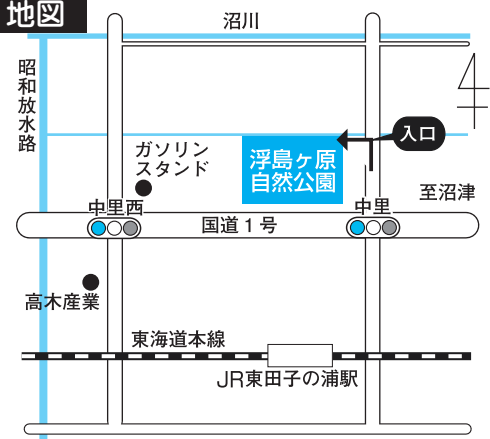 地図
沼川
昭和放水路
入口
ガソリン
スタンド
浮島ヶ原
自然公園
至沼津
中里西
中里
国道1号
高木産業
東海道本線
JR東田子の浦駅